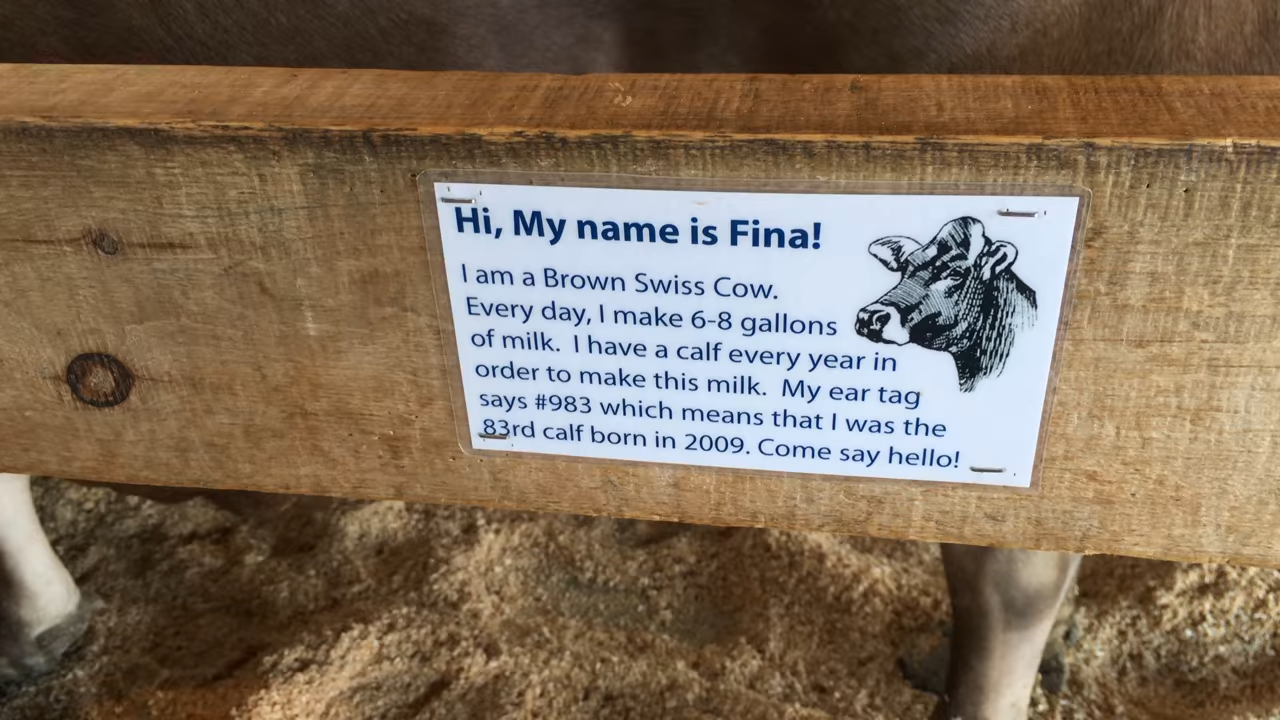 Hi, My name is Fina!
I am a Brown Swiss Cow.
Every day, I make 6-8 gallons
of milk.  I have a calf every year in
order to make this milk.  My ear tag
says #983 which means that I was the
83rd calf born in 2009. Come say hello!